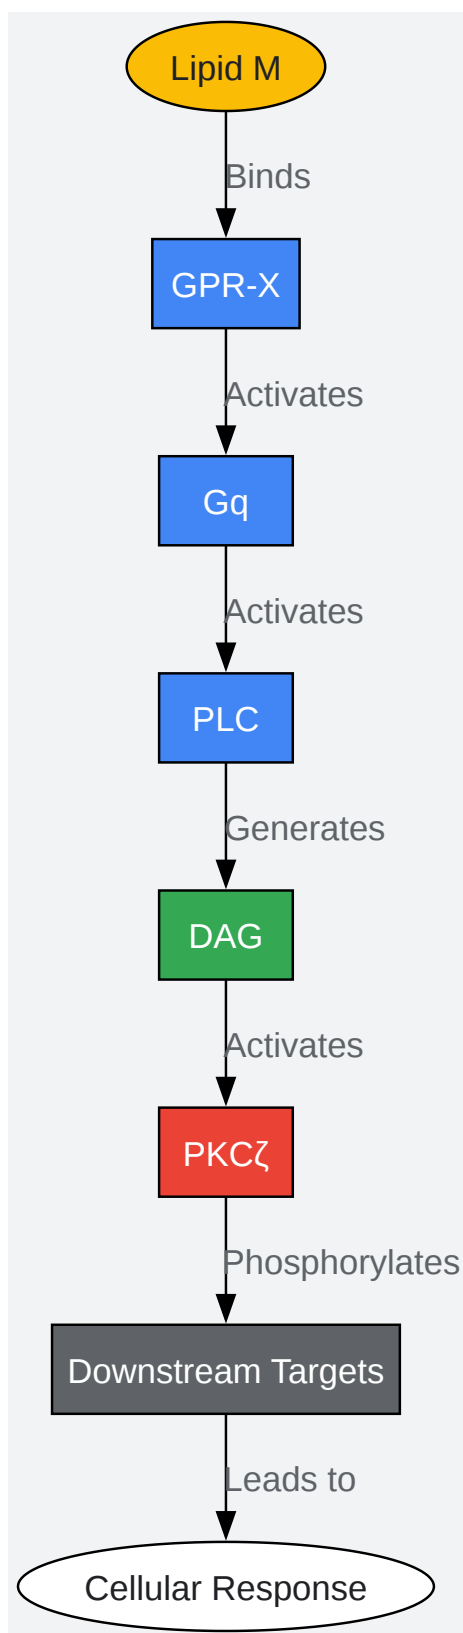 Lipid M
Binds
GPR-X
Activates
Gq
Activates
PLC
Generates
DAG
Activates
PKCζ
Phosphorylates
Downstream Targets
Leads to
Cellular Response